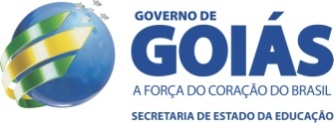 GOVERNO DE
GOIÁS
A FORÇA DO CORAÇÃO DO BRASIL
SECRETARIA DE ESTADO DA EDUCAÇÃO